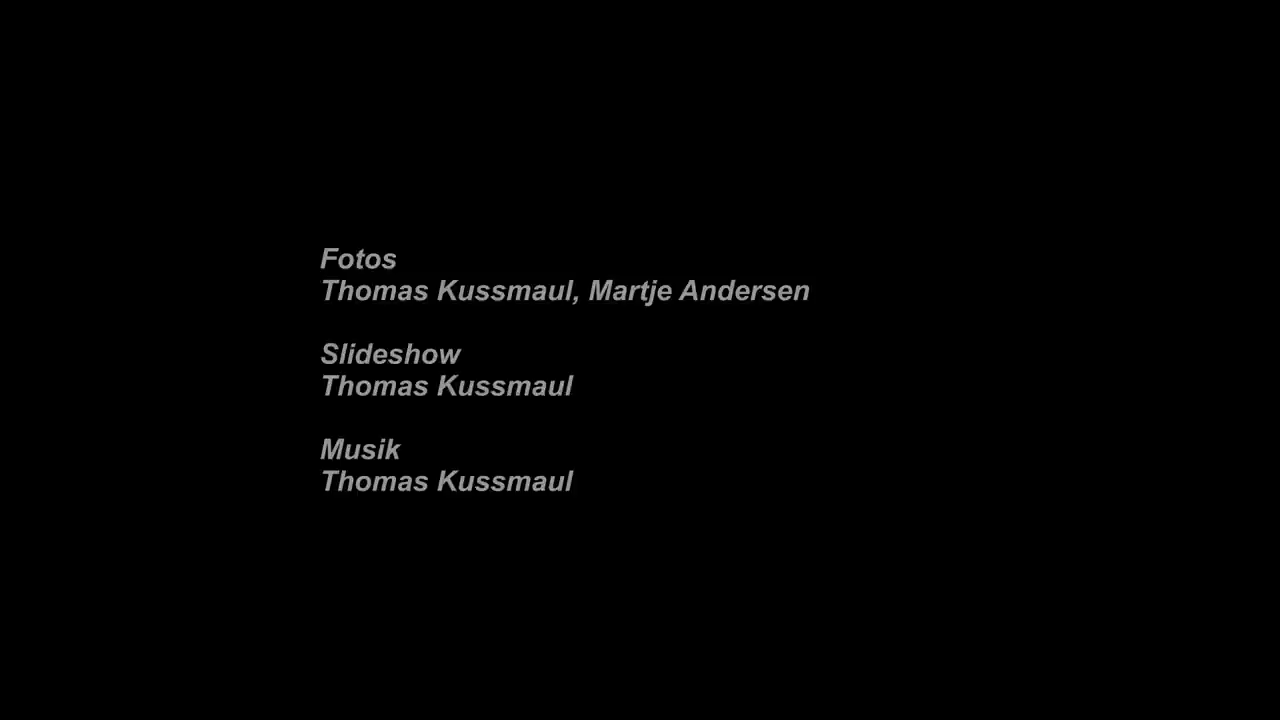 Fotos
Thomas Kussmaul, Martje Andersen
Slideshow
Thomas Kussmaul
Musik
Thomas Kussmaul